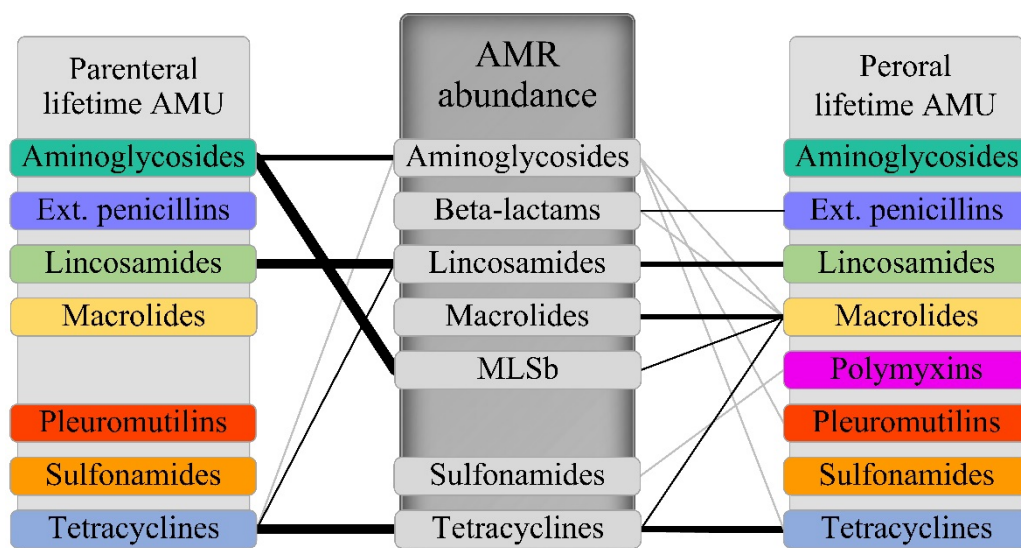 Parenteral
lifetime AMU
Aminoglycosides
Ext. penicillins
Lincosamides
Macrolides
Pleuromutilins
Sulfonamides
Tetracyclines
AMR
abundance
Aminoglycosides
Beta-lactams
Lincosamides
Macrolides
MLSb
Sulfonamides
Tetracyclines
Peroral
lifetime AMU
Aminoglycosides
Ext. penicillins
Lincosamides
Macrolides
Polymyxins
Pleuromutilins
Sulfonamides
Tetracyclines